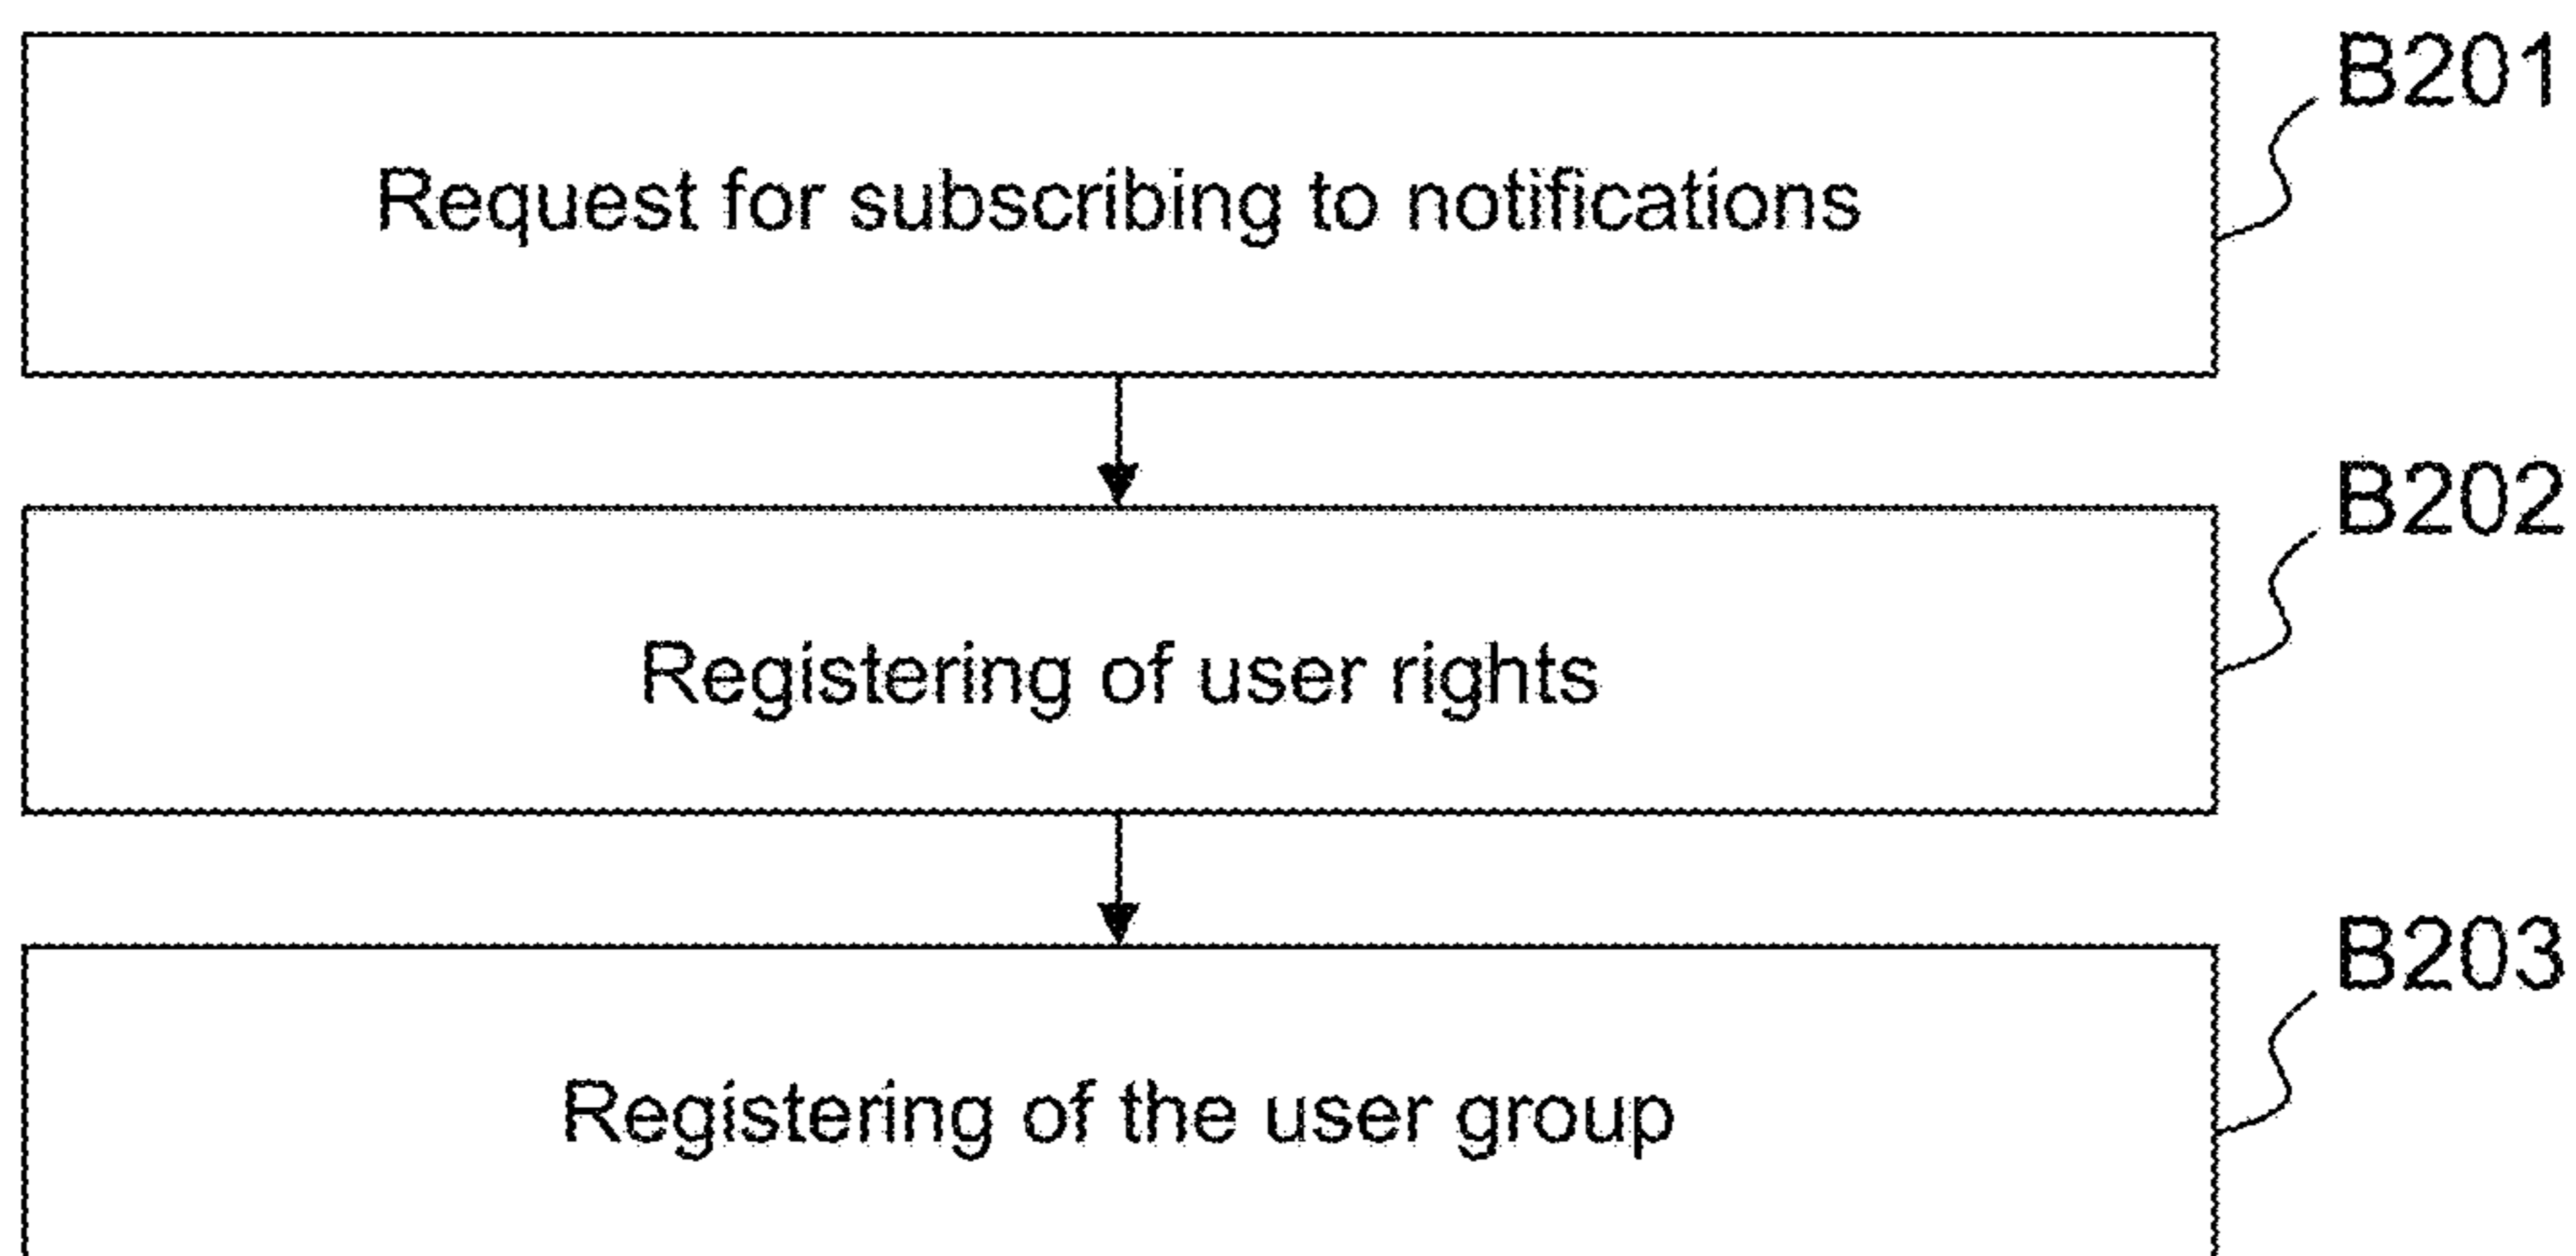 B201
Request for subscribing to notifications
B202
Registering of user rights
B203
Registering of the user group